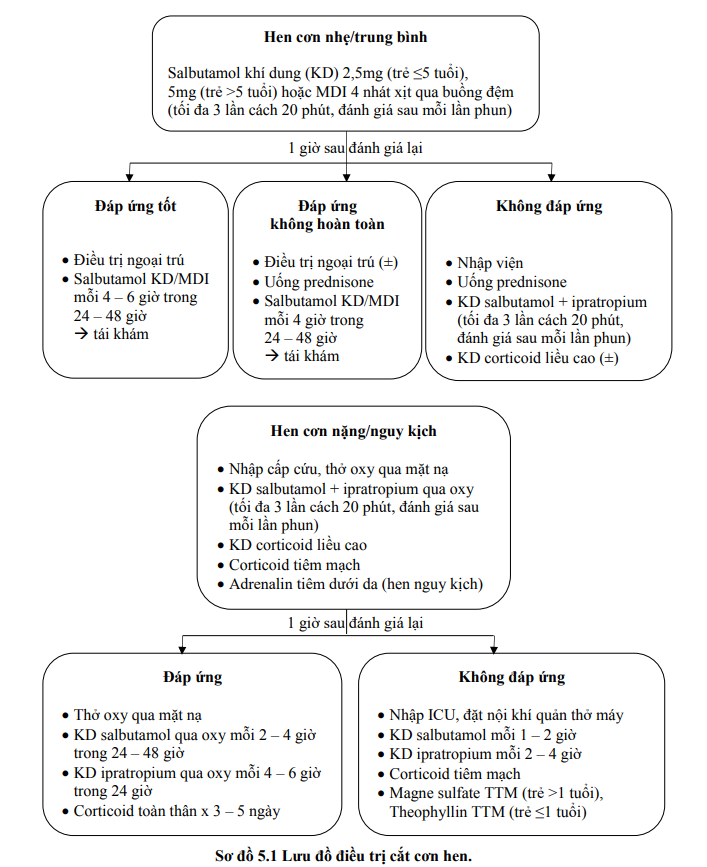 Hen cơn nhẹ/trung bình
Salbutamol khí dung (KD) 2,5mg (trẻ ≤5 tuổi),
5mg (trẻ >5 tuổi) hoặc MDI 4 nhát xịt qua buồng đệm
(tối đa 3 lần cách 20 phút, đánh giá sau mỗi lần phun)
1 giờ sau đánh giá lại
Đáp ứng tốt
• Điều trị ngoại trú
• Salbutamol KD/MDI
mỗi 4 – 6 giờ trong
24 – 48 giờ
→ tái khám
Đáp ứng
không hoàn toàn
• Điều trị ngoại trú (±)
• Uống prednisone
• Salbutamol KD/MDI
mỗi 4 giờ trong
24 – 48 giờ
→ tái khám
Không đáp ứng
• Nhập viện
• Uống prednisone
• KD salbutamol + ipratropium
(tối đa 3 lần cách 20 phút,
đánh giá sau mỗi lần phun)
• KD corticoid liều cao (±)
Hen cơn nặng/nguy kịch
• Nhập cấp cứu, thở oxy qua mặt nạ
• KD salbutamol + ipratropium qua oxy
(tối đa 3 lần cách 20 phút, đánh giá sau
mỗi lần phun)
• KD corticoid liều cao
• Corticoid tiêm mạch
• Adrenalin tiêm dưới da (hen nguy kịch)
1 giờ sau đánh giá lại
Đáp ứng
• Thở oxy qua mặt nạ
• KD salbutamol qua oxy mỗi 2 – 4 giờ
trong 24 – 48 giờ
• KD ipratropium qua oxy mỗi 4 – 6 giờ
trong 24 giờ
• Corticoid toàn thân x 3 – 5 ngày
Không đáp ứng
• Nhập ICU, đặt nội khí quản thở máy
• KD salbutamol mỗi 1 – 2 giờ
• KD ipratropium mỗi 2 – 4 giờ
• Corticoid tiêm mạch
• Magne sulfate TTM (trẻ >1 tuổi),
Theophyllin TTM (trẻ ≤1 tuổi)
Sơ đồ 5.1 Lưu đồ điều trị cắt cơn hen.